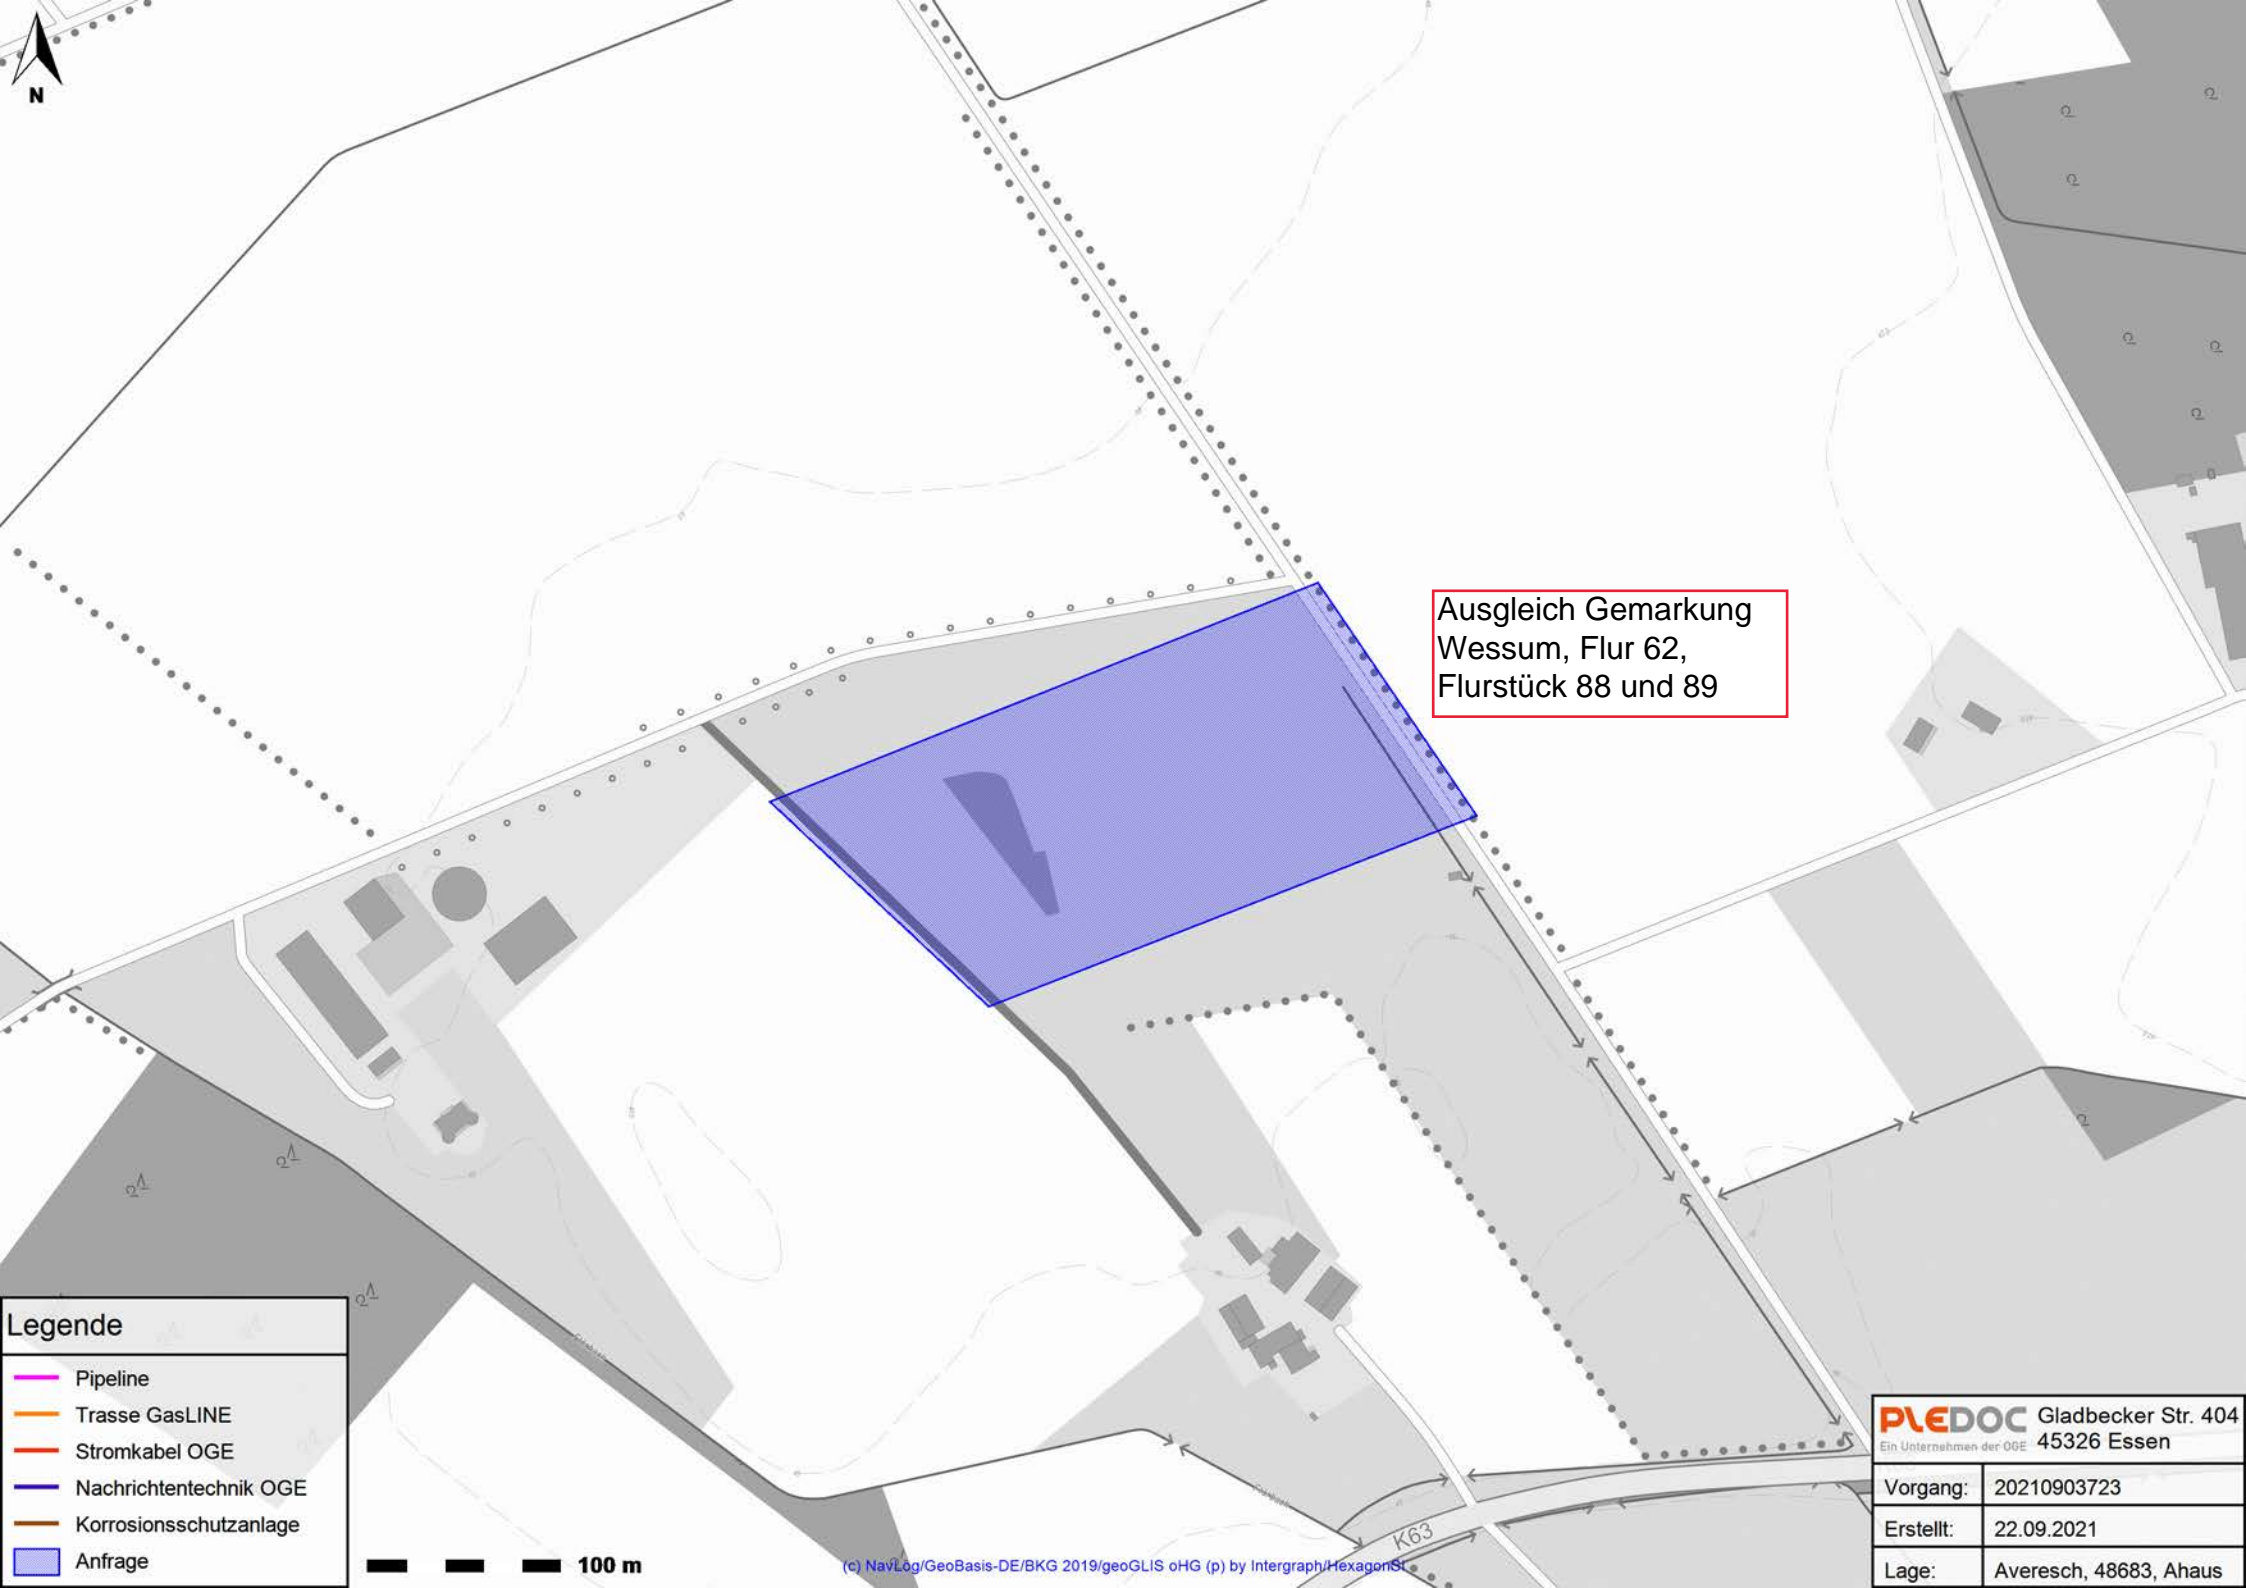 N
Ausgleich Gemarkung
Wessum, Flur 62,
Flurstück 88 und 89
K63
Legende
Pipeline
Trasse GasLINE
Stromkabel OGE
Nachrichtentechnik OGE
Korrosionsschutzanlage
Anfrage
100 m
(c) NavLog/GeoBasis-DE/BKG 2019/geoGLIS oHG (p) by Intergraph/HexagonSI
PLEDOC
Ein Unternehmen der OGE
Gladbecker Str. 404
45326 Essen
Vorgang: 20210903723
Erstellt: 22.09.2021
Lage: Averesch, 48683, Ahaus